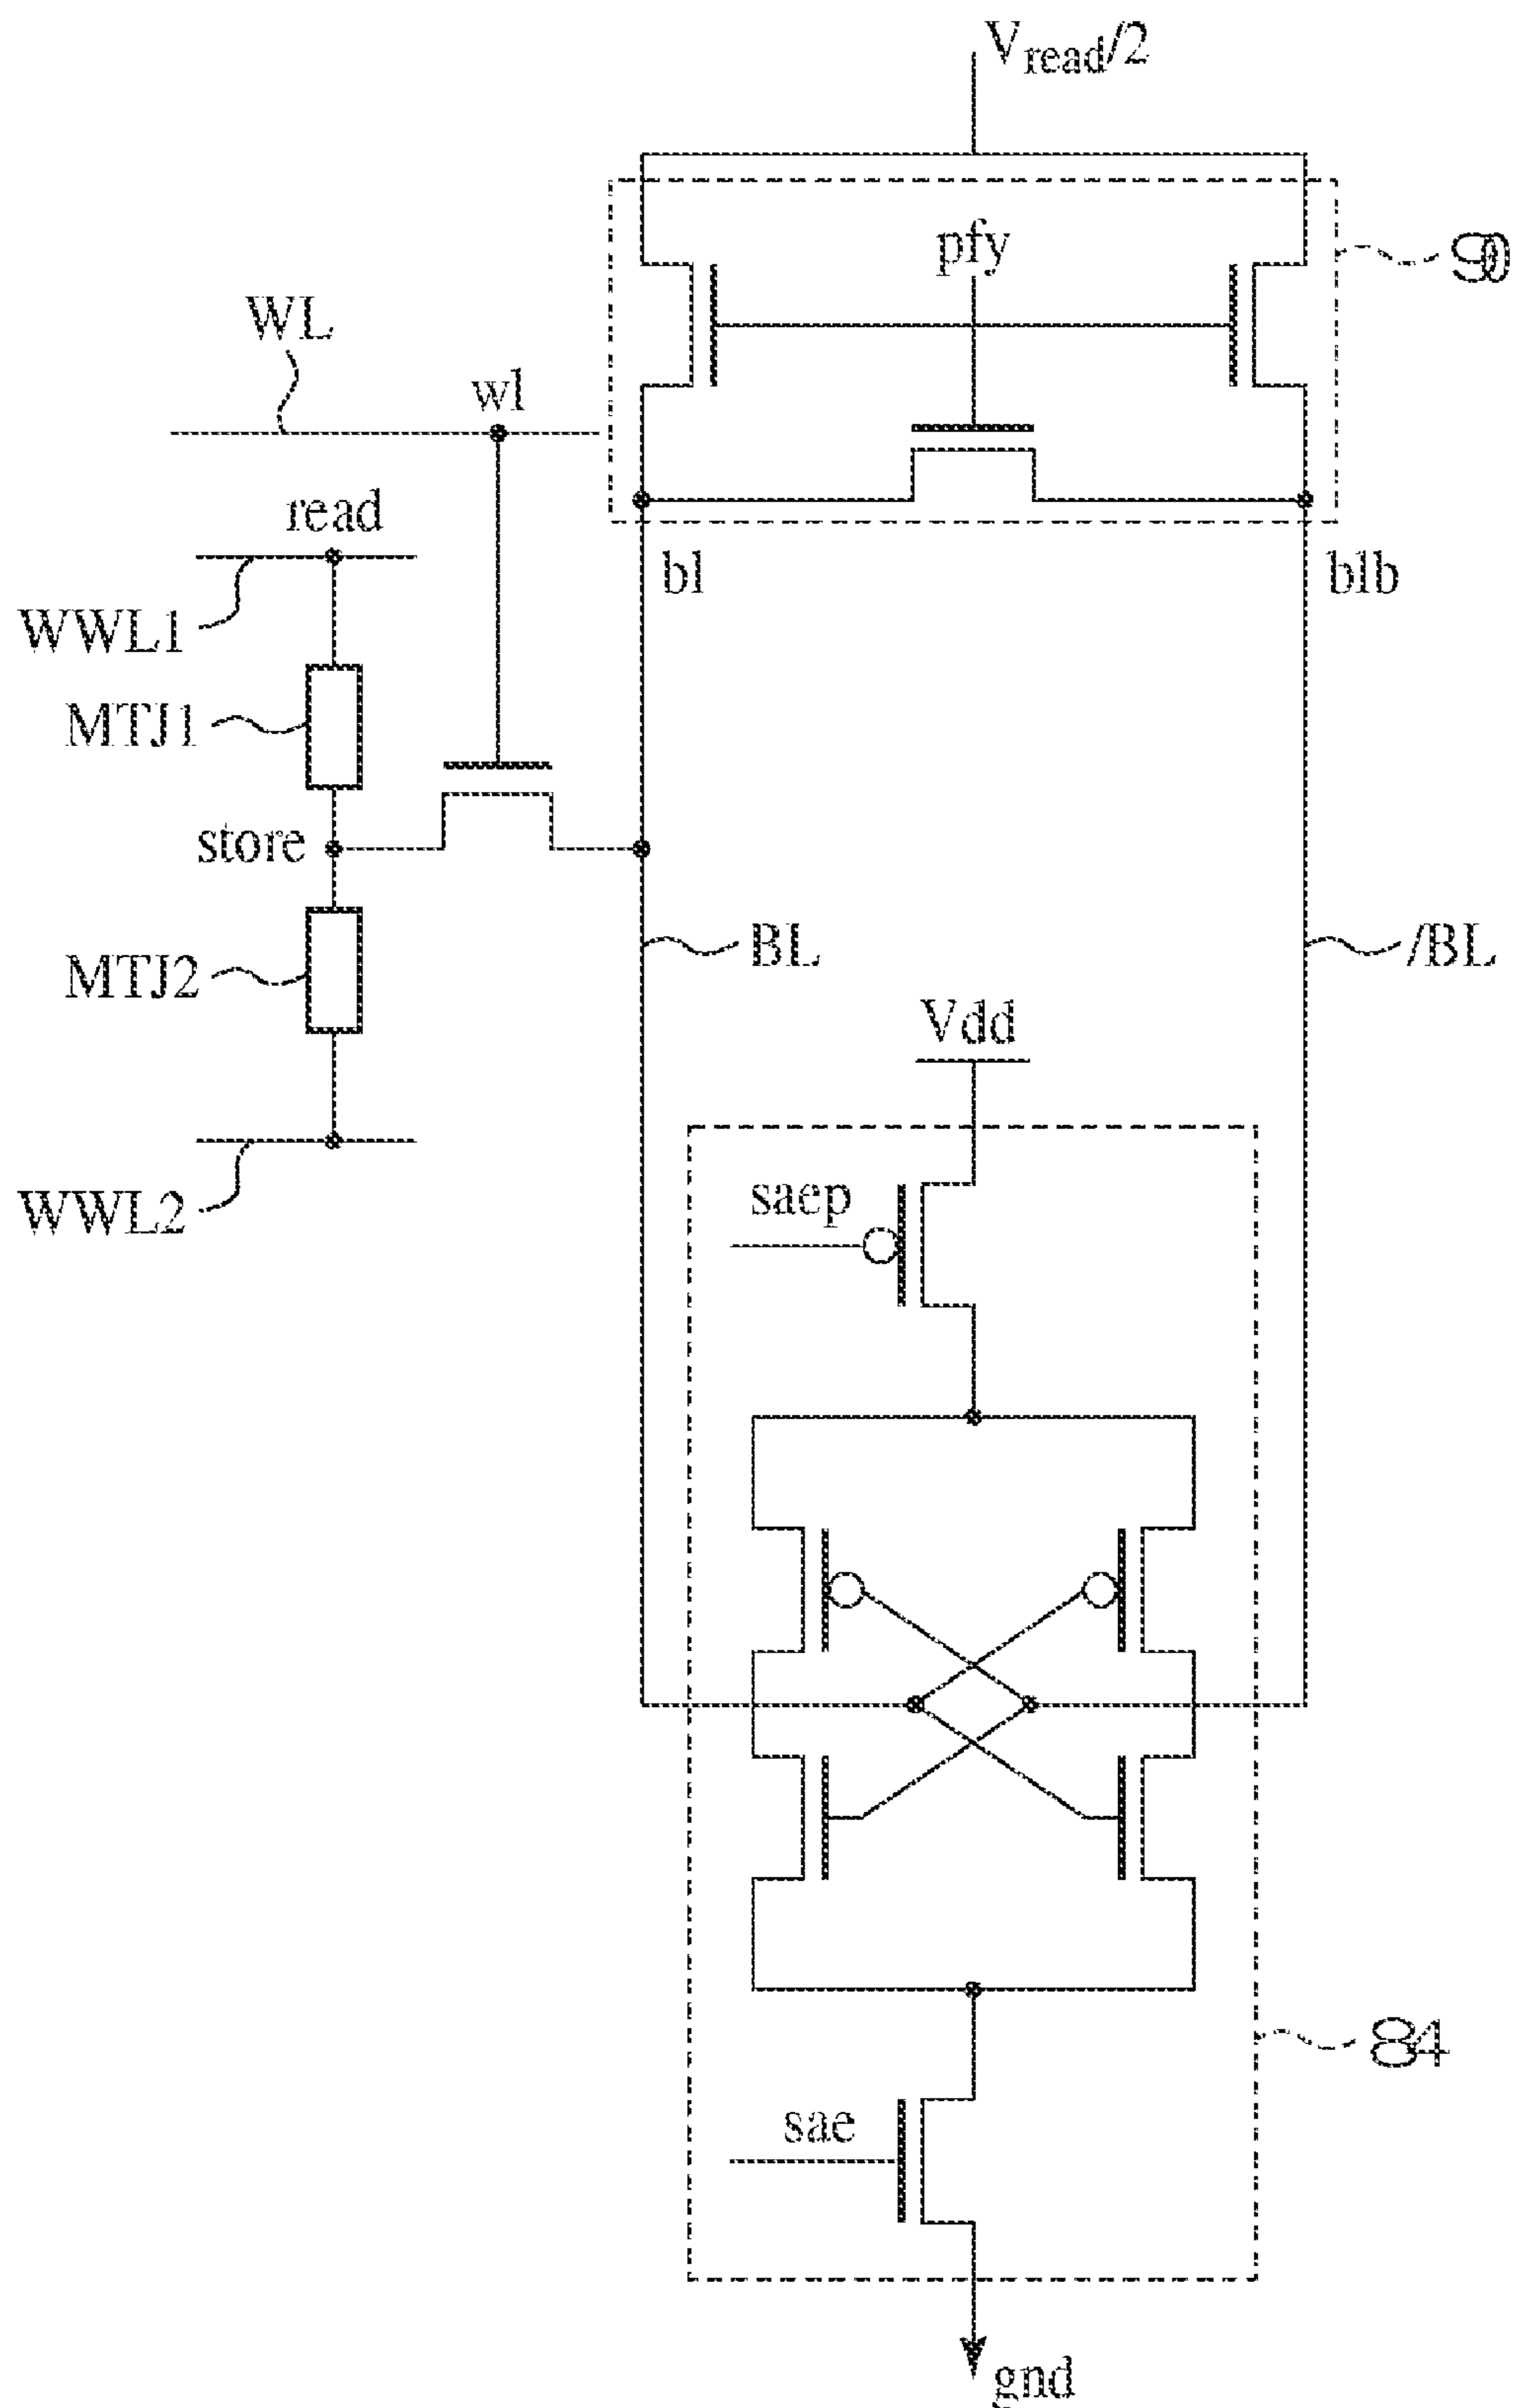 Vread/2
pfy
90
WL
wl
read
bl
blb
WWL1
MTJ1
store
BL
/BL
MTJ2
Vdd
saep
WWL2
84
sae
gnd